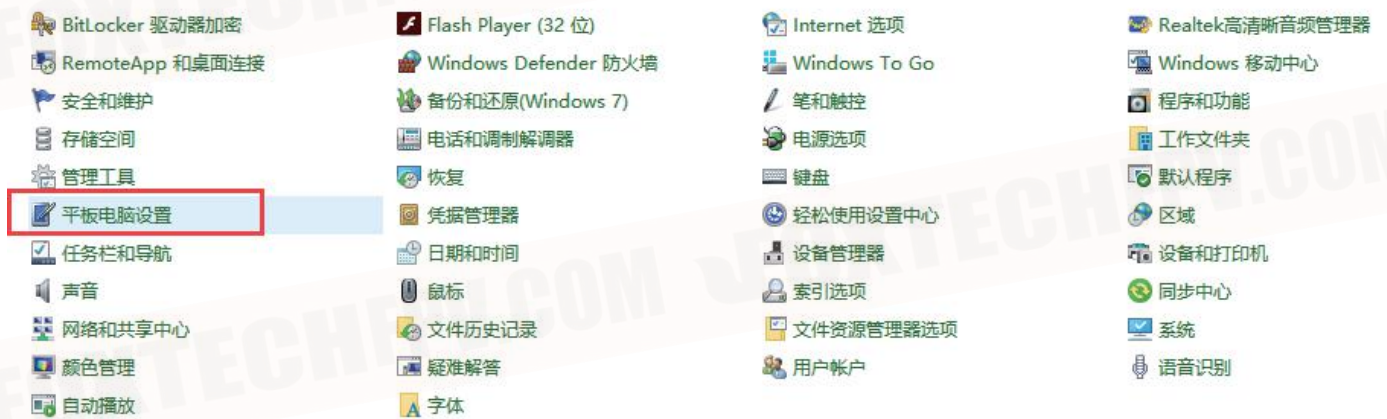 BitLocker 驱动器加密
Flash Player (32 位)
Internet 选项
Realtek高清晰音频管理器
RemoteApp 和桌面连接
Windows Defender 防火墙
Windows To Go
Windows 移动中心
安全和维护
备份和还原(Windows 7)
笔和触控
程序和功能
存储空间
电话和调制解调器
电源选项
工作文件夹
管理工具
恢复
键盘
默认程序
平板电脑设置
凭据管理器
轻松使用设置中心
区域
任务栏和导航
日期和时间
设备管理器
设备和打印机
声音
鼠标
索引选项
同步中心
网络和共享中心
文件历史记录
文件资源管理器选项
系统
颜色管理
疑难解答
用户帐户
语音识别
自动播放
字体